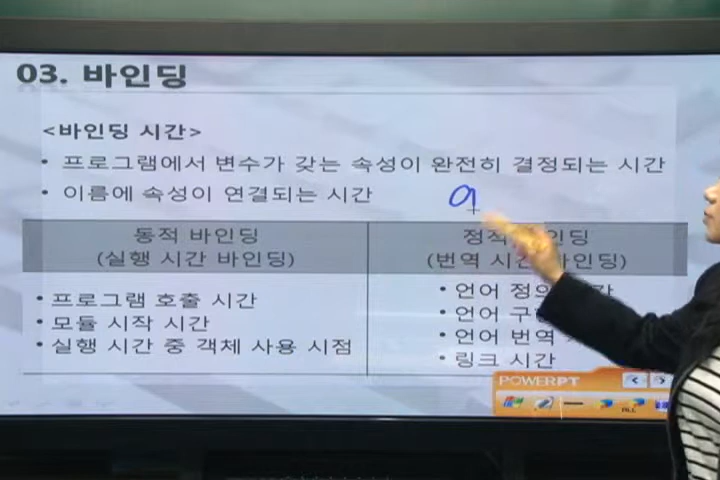 03. 바인딩
<바인딩 시간>
• 프로그램에서 변수가 갖는 속성이 완전히 결정되는 시간
• 이름에 속성이 연결되는 시간
a
동적 바인딩
(실행 시간 바인딩)
• 프로그램 호출 시간
• 모듈 시작 시간
• 실행 시간 중 객체 사용 시점
(번역 시간
• 언어 정의
• 언어
• 언어 번역
• 링크 시간
POWERPT
ALL